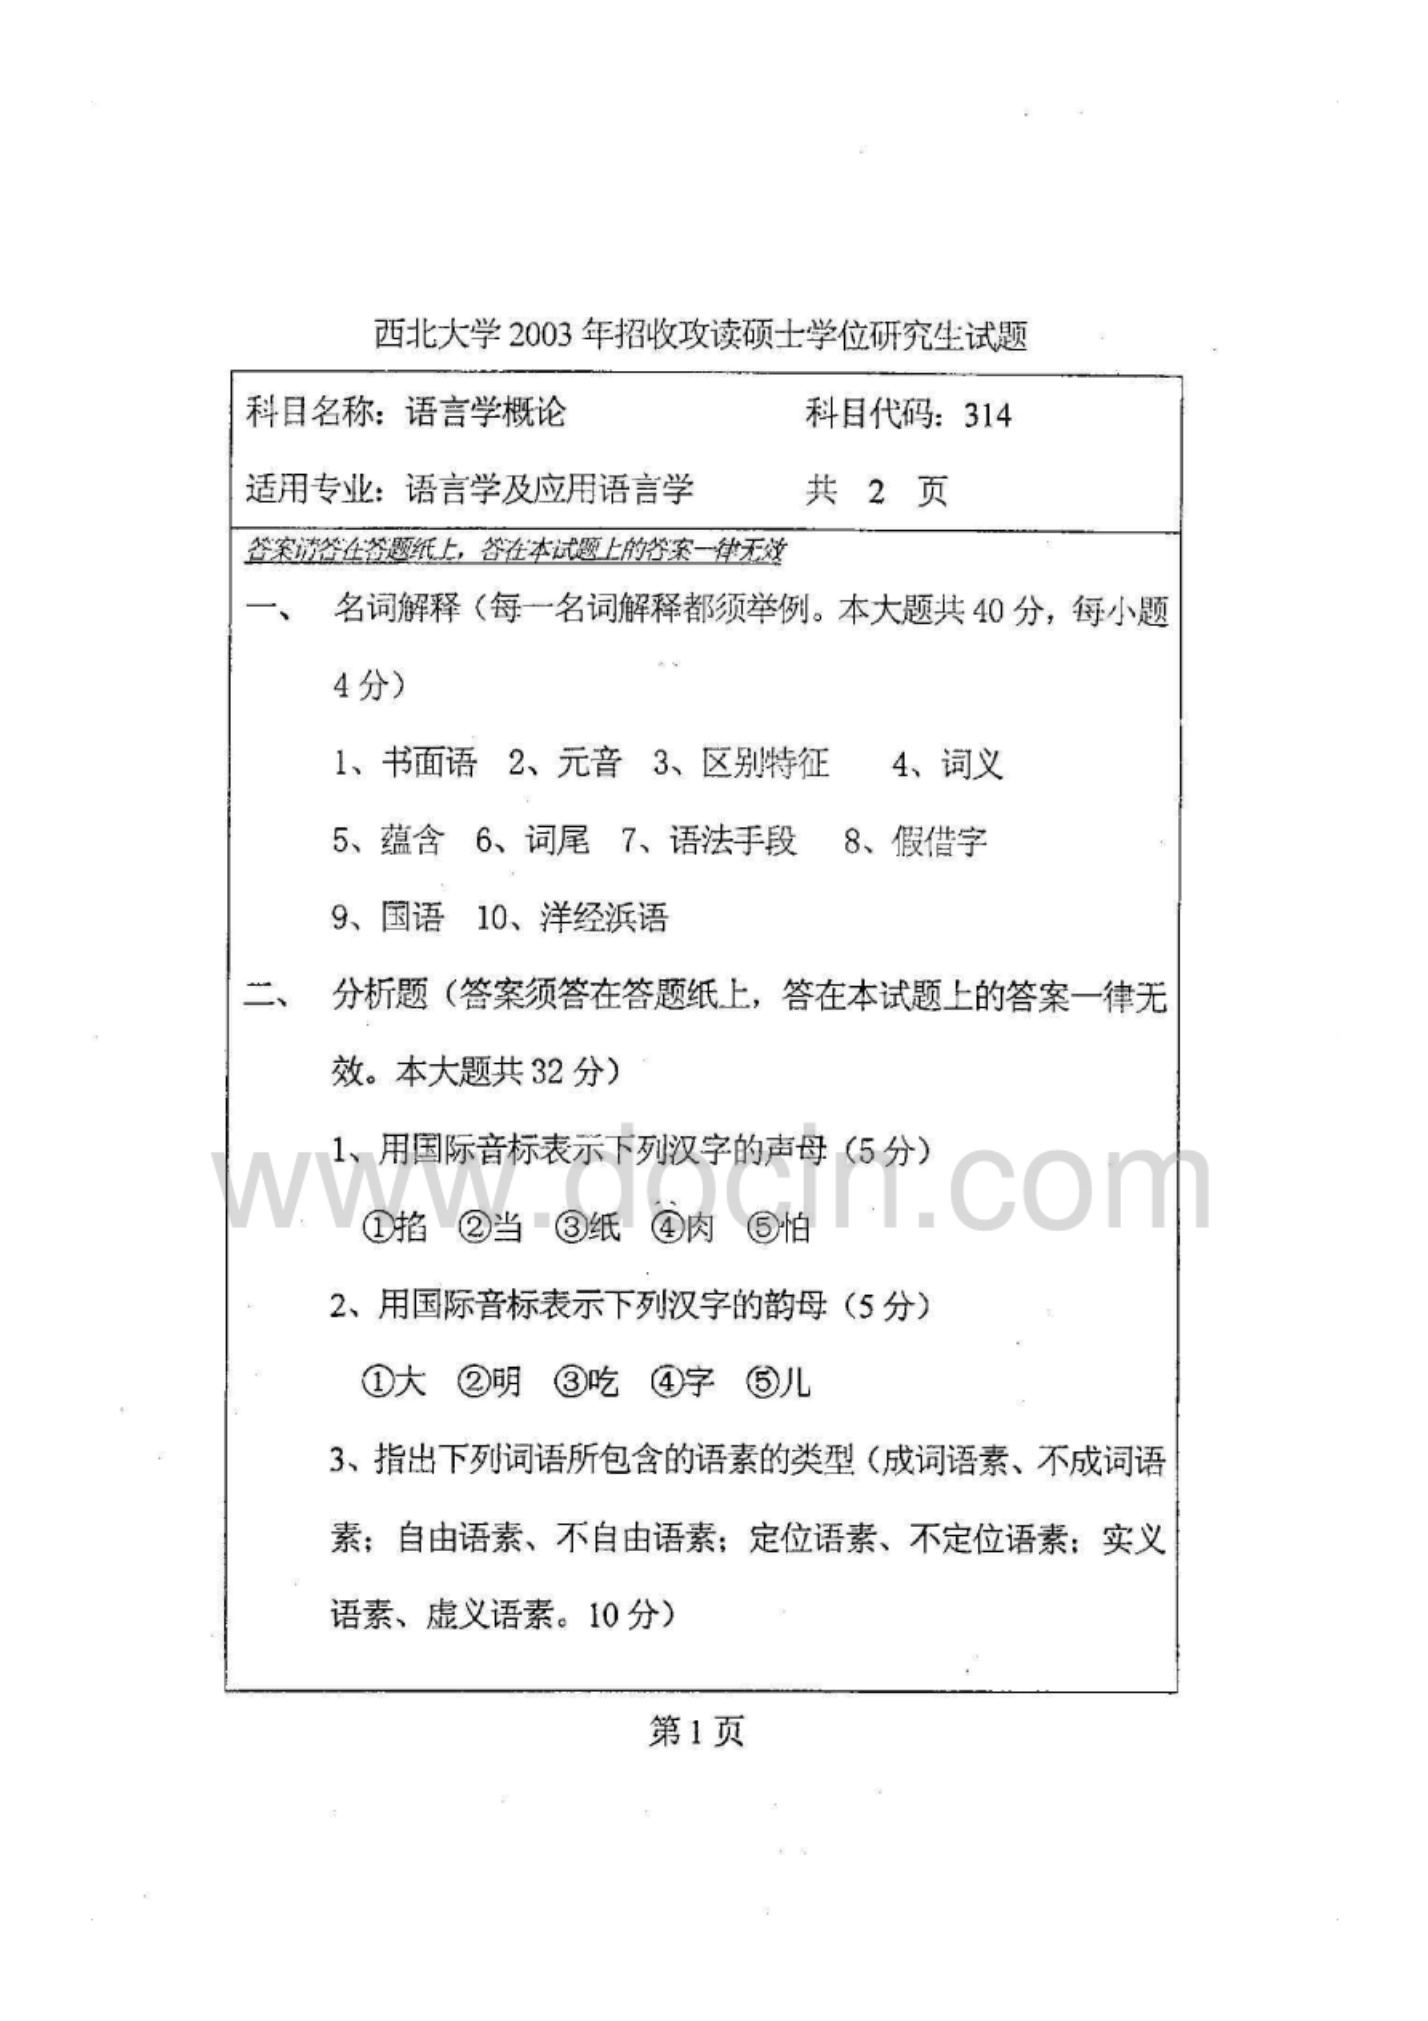 西北大学 2003 年招收攻读硕士学位研究生试题
科目名称：语言学概论 科目代码：314
适用专业：语言学及应用语言学 共 2 页
答案请答在答题纸上，答在本试题上的答案一律无效
一、 名词解释（每一名词解释都须举例。本大题共 40 分，每小题
4 分）
1、书面语 2、元音 3、区别特征 4、词义
5、蕴含 6、词尾 7、语法手段 8、假借字
9、国语 10、洋经浜语
二、 分析题（答案须答在答题纸上，答在本试题上的答案一律无
效。本大题共 32 分）
1、用国际音标表示下列汉字的声母（5 分）
www.docin.com
①掐 ②当 ③纸 ④肉 ⑤怕
2、用国际音标表示下列汉字的韵母（5 分）
①大 ②明 ③吃 ④字 ⑤儿
3、指出下列词语所包含的语素的类型（成词语素、不成词语
素；自由语素、不自由语素；定位语素、不定位语素；实义
语素、虚义语素。10 分）
第 1 页